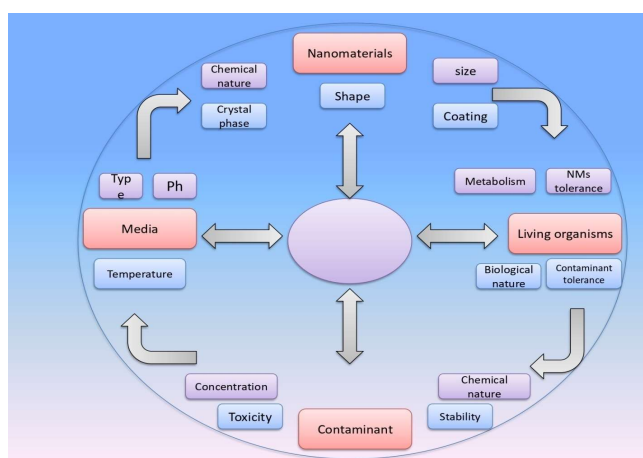 Nanomaterials
Chemical
nature
size
Shape
Crystal
phase
Coating
Typ
e
Ph
Metabolism
NMs
tolerance
Media
Living organisms
Temperature
Biological
nature
Contaminant
tolerance
Concentration
Chemical
nature
Toxicity
Stability
Contaminant